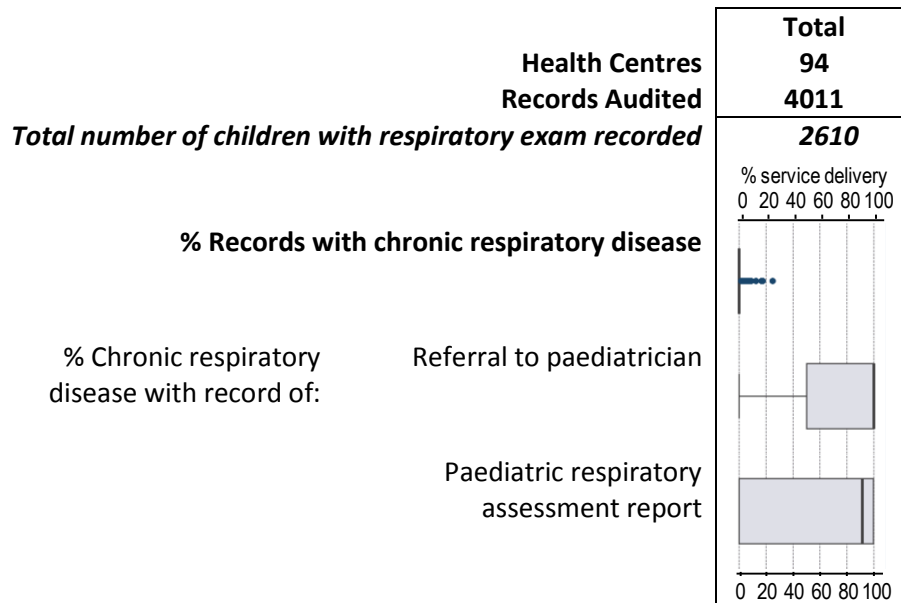 Total
Health Centres 94
Records Audited 4011
Total number of children with respiratory exam recorded 2610
% service delivery
0 20 40 60 80 100
% Records with chronic respiratory disease
% Chronic respiratory
disease with record of:
Referral to paediatrician
Paediatric respiratory
assessment report
0 20 40 60 80 100